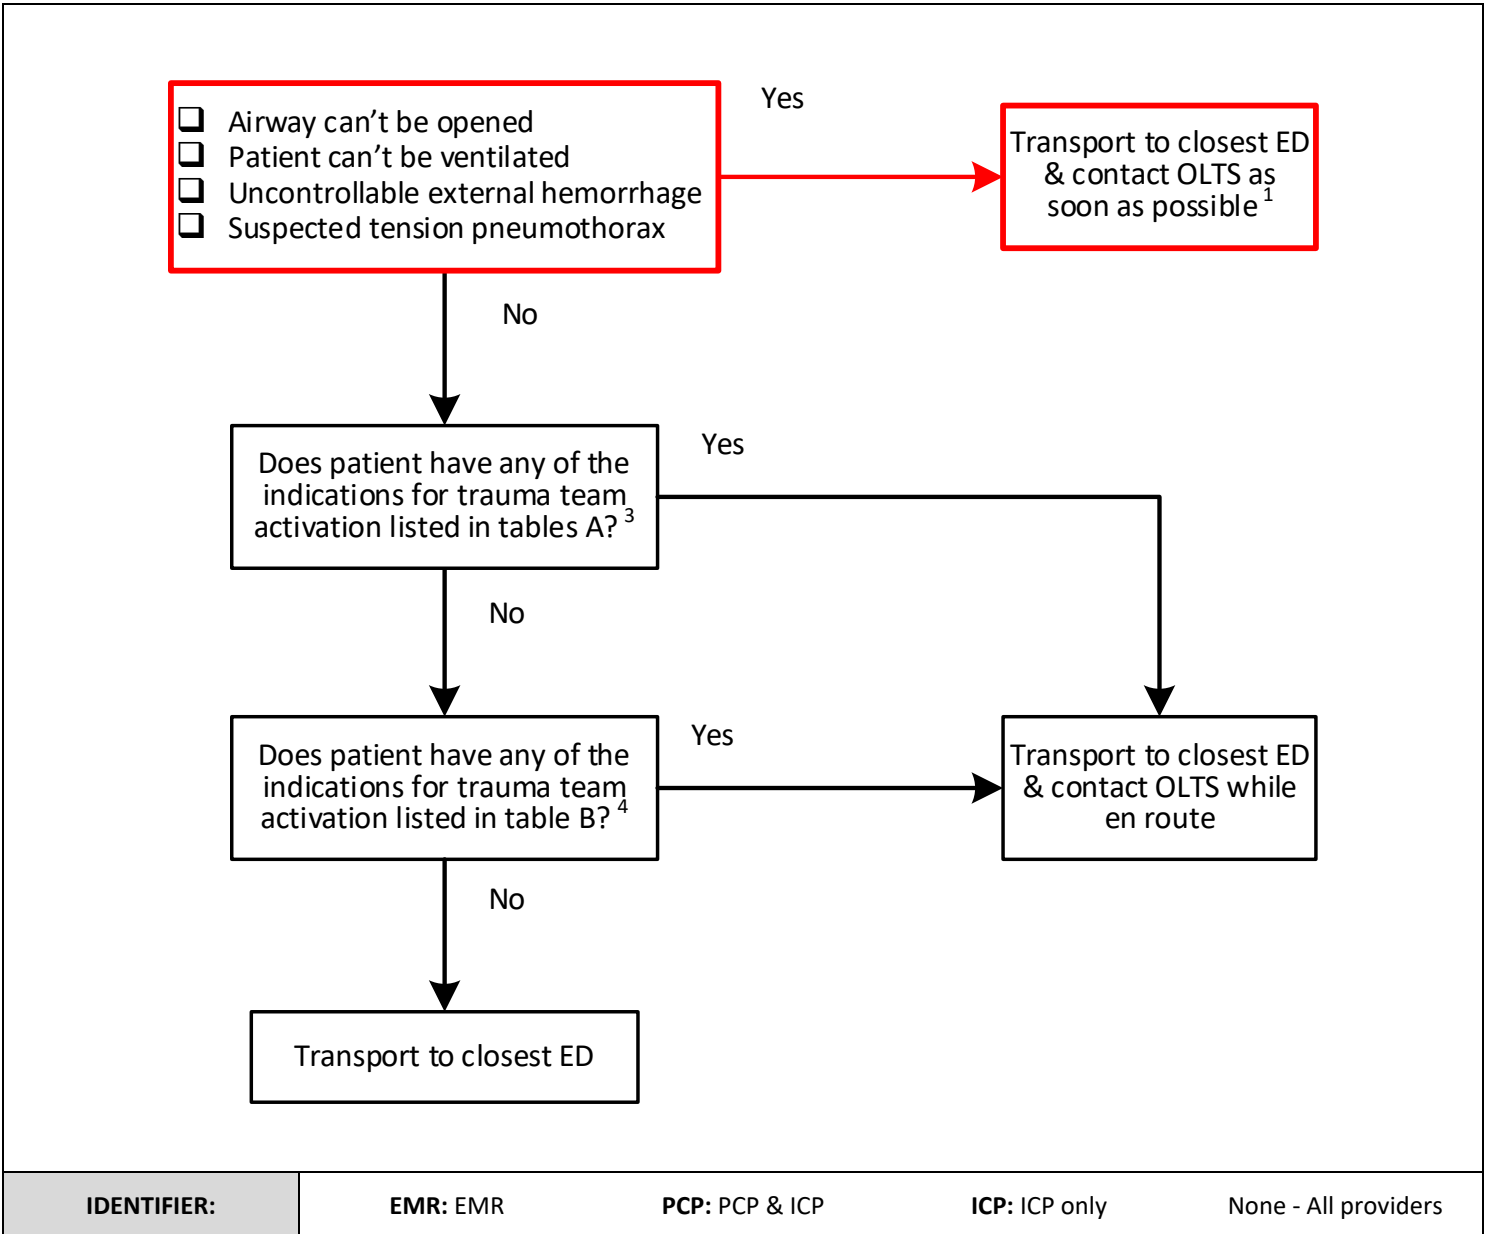 ❑ Airway can’t be opened
❑ Patient can’t be ventilated
❑ Uncontrollable external hemorrhage
❑ Suspected tension pneumothorax
Yes
Transport to closest ED
& contact OLTS as
soon as possible 1
No
Does patient have any of the
indications for trauma team
activation listed in tables A? 3
Yes
No
Does patient have any of the
indications for trauma team
activation listed in table B? 4
Yes
Transport to closest ED
& contact OLTS while
en route
No
Transport to closest ED
IDENTIFIER: EMR: EMR PCP: PCP & ICP ICP: ICP only None - All providers